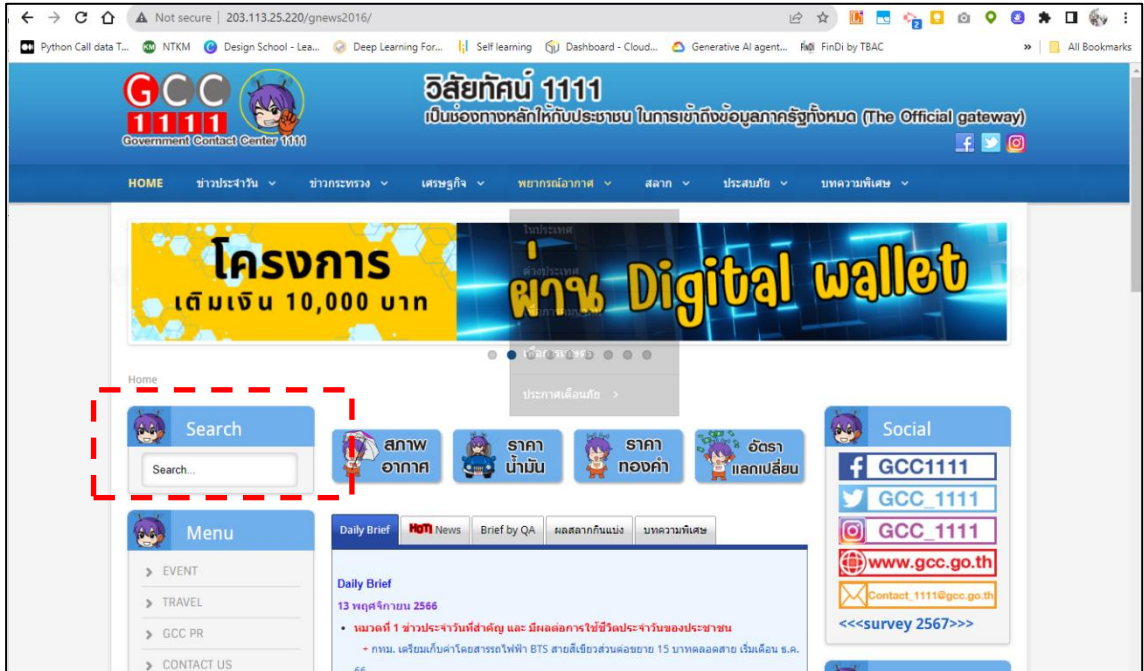 Not secure | 203.113.25.220/gnews2016/
Python Call data T... NTKM Design School - Lea... Deep Learning For... Self learning Dashboard - Cloud... Generative AI agent... FinDi by TBAC » All Bookmarks
GCC
1111
Government Contact Center 1111
วิสัยทัศน์ 1111
เป็นช่องทางหลักให้กับประชาชน ในการเข้าถึงข้อมูลภาครัฐทั้งหมด (The Official gateway)
HOME ข่าวประจำวัน ข่าวกระทรวง เศรษฐกิจ พยากรณ์อากาศ สลาก ประสบภัย บทความพิเศษ
ในประเทศ
ต่างประเทศ
ประกาศเตือนภัย
โครงการ
เติมเงิน 10,000 บาท
ผ่าน Digital wallet
Home
Search
Search...
สภาพ
อากาศ
ราคา
น้ำมัน
ราคา
ทองคำ
อัตรา
แลกเปลี่ยน
Social
GCC1111
GCC_1111
GCC_1111
www.gcc.go.th
Contact_1111@gcc.go.th
<<<survey 2567>>>
Menu
EVENT
TRAVEL
GCC PR
CONTACT US
Daily Brief HOT! News Brief by QA ผลสลากกินแบ่ง บทความพิเศษ
Daily Brief
13 พฤศจิกายน 2566
• หมวดที่ 1 ข่าวประจำวันที่สำคัญ และ มีผลต่อการใช้ชีวิตประจำวันของประชาชน
+ กทม. เตรียมเก็บค่าโดยสารรถไฟฟ้า BTS สายสีเขียวส่วนต่อขยาย 15 บาทตลอดสาย เริ่มเดือน ธ.ค.
66